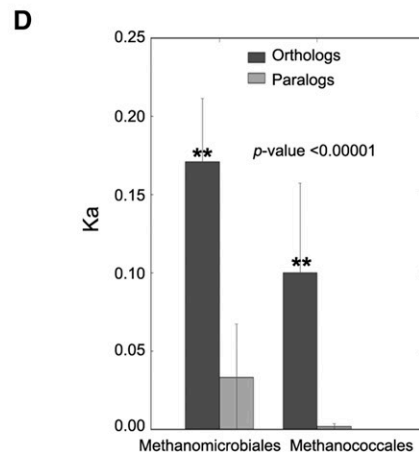 D
0.25
Orthologs
Paralogs
0.20
** p-value <0.00001
0.15
Ka
0.10
**
0.05
0.00
Methanomicrobiales Methanococcales